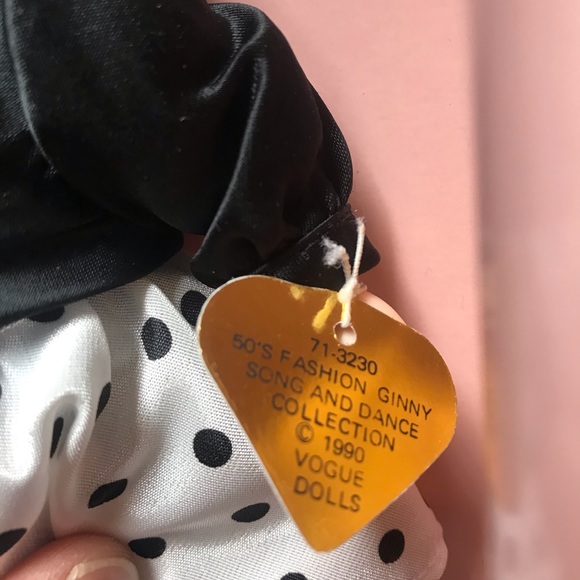 71-3230
50'S FASHION GINNY
SONG AND DANCE
COLLECTION
© 1990
VOGUE
DOLLS